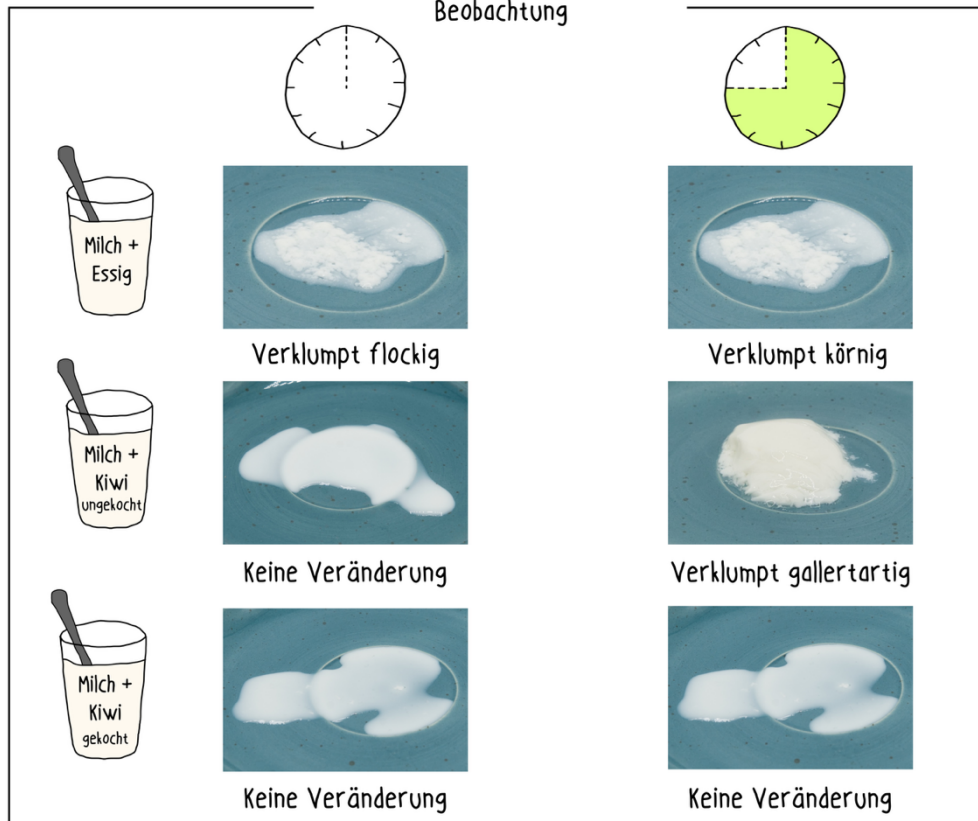 Beobachtung
Milch +
Essig
Verklumpt flockig
Verklumpt körnig
Milch +
Kiwi
ungekocht
Keine Veränderung
Verklumpt gallertartig
Milch +
Kiwi
gekocht
Keine Veränderung
Keine Veränderung